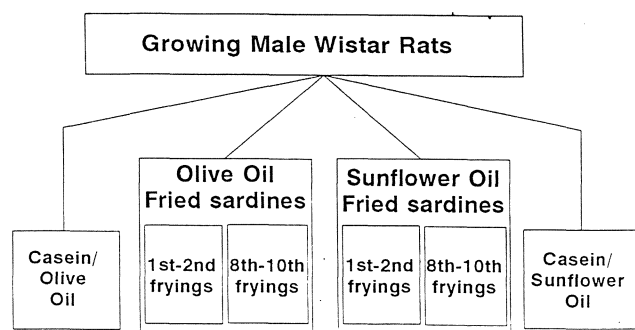 Growing Male Wistar Rats
Olive Oil
Fried sardines
Sunflower Oil
Fried sardines
Casein/
Olive
Oil
1st-2nd
fryings
8th-10th
fryings
1st-2nd
fryings
8th-10th
fryings
Casein/
Sunflower
Oil